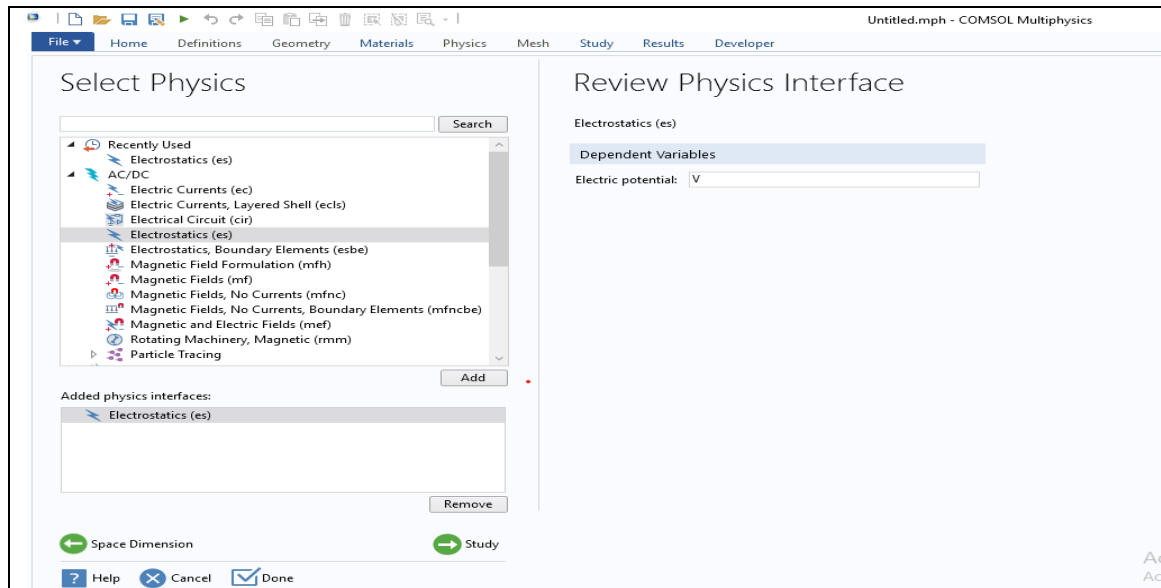 Untitled.mph - COMSOL Multiphysics
File Home Definitions Geometry Materials Physics Mesh Study Results Developer
Select Physics
Search
Recently Used
Electrostatics (es)
AC/DC
Electric Currents (ec)
Electric Currents, Layered Shell (ecls)
Electrical Circuit (cir)
Electrostatics (es)
Electrostatics, Boundary Elements (esbe)
Magnetic Field Formulation (mfh)
Magnetic Fields (mf)
Magnetic Fields, No Currents (mfnc)
Magnetic Fields, No Currents, Boundary Elements (mfncbe)
Magnetic and Electric Fields (mef)
Rotating Machinery, Magnetic (rmm)
Particle Tracing
Add
Added physics interfaces:
Electrostatics (es)
Remove
Space Dimension
Study
Help Cancel Done
Review Physics Interface
Electrostatics (es)
Dependent Variables
Electric potential: V